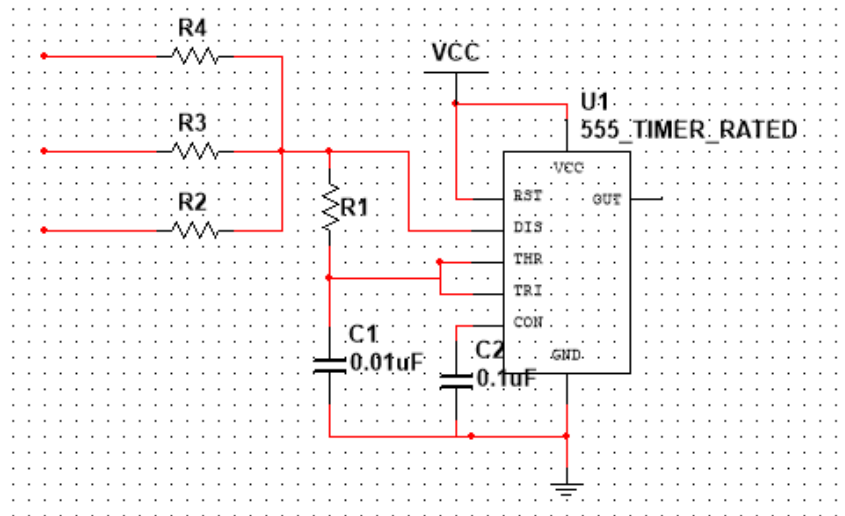 R4
VCC
R3
U1
555_TIMER_RATED
VCC
R2
R1
RST
OUT
DIS
THR
TRI
CON
C1
0.01uF
C2
0.1uF
GND